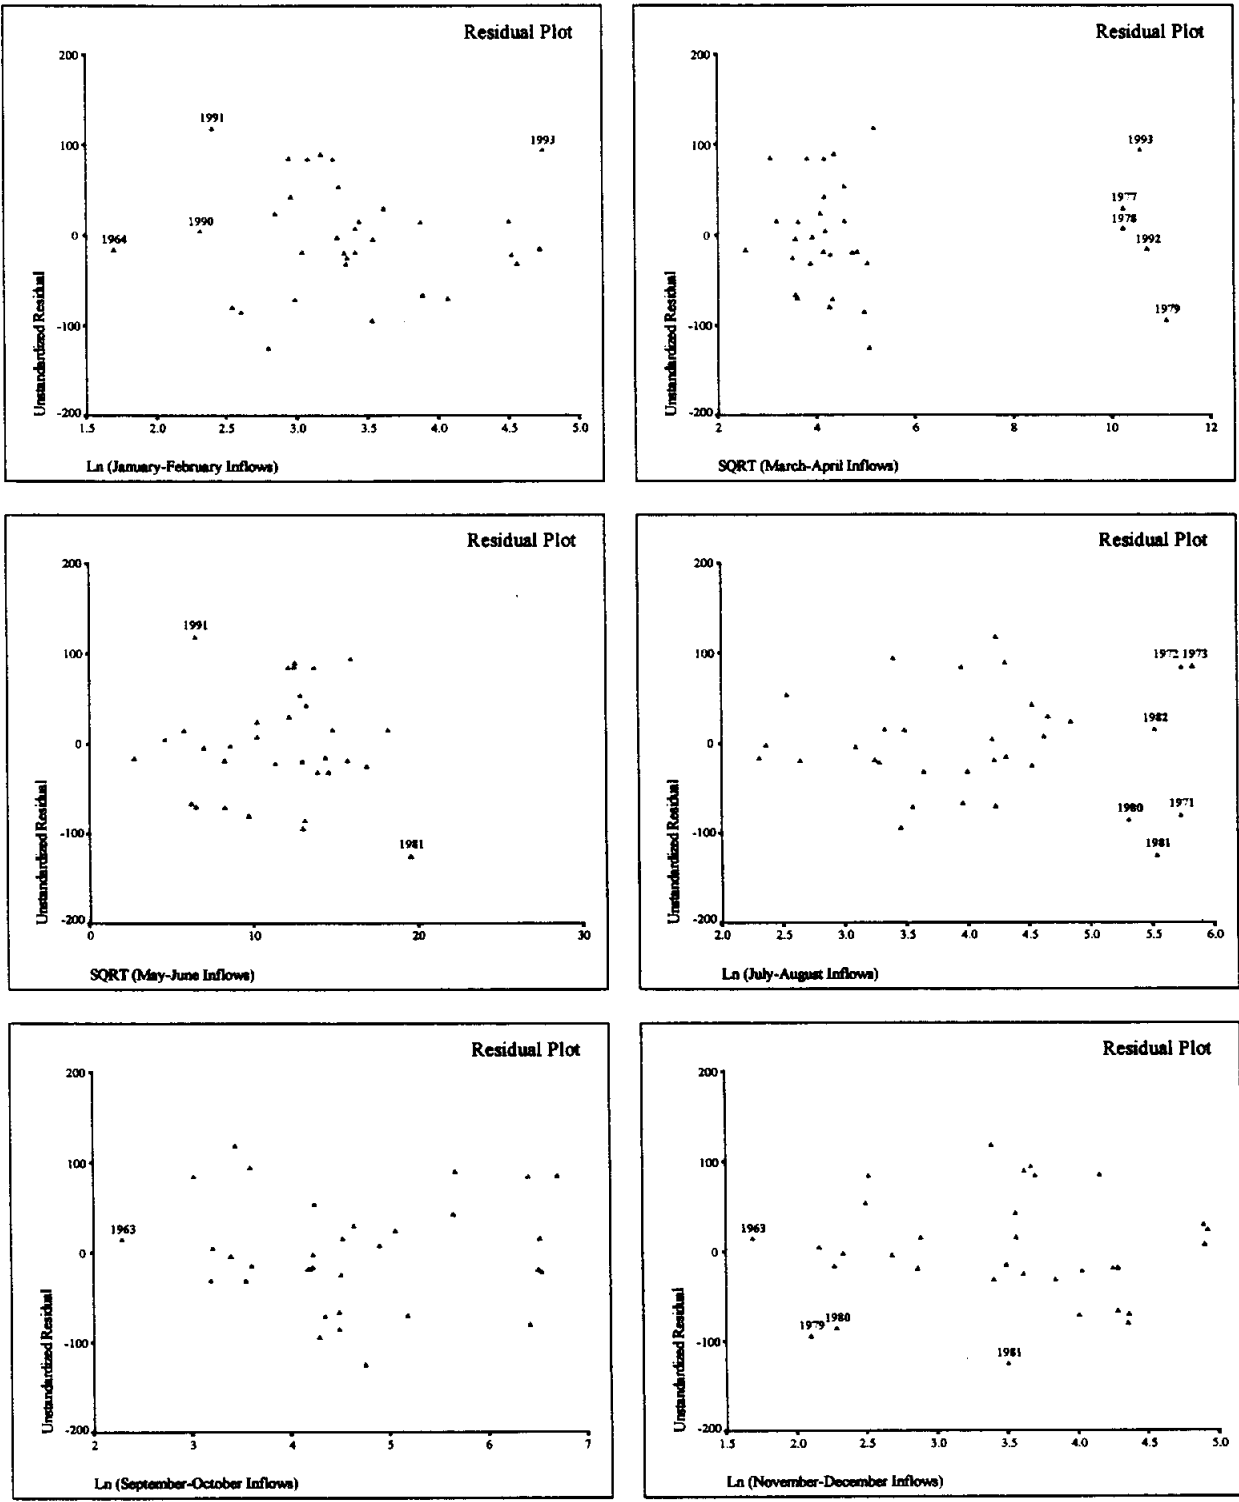 Residual Plot
200
100
0
-100
-200
Unstandardized Residual
1991
1993
1990
1964
1.5 2.0 2.5 3.0 3.5 4.0 4.5 5.0
Ln (January-February Inflows)
Residual Plot
200
100
0
-100
-200
Unstandardized Residual
1993
1977
1978
1992
1979
2 4 6 8 10 12
SQRT (March-April Inflows)
Residual Plot
200
100
0
-100
-200
Unstandardized Residual
1991
1981
0 10 20 30
SQRT (May-June Inflows)
Residual Plot
200
100
0
-100
-200
Unstandardized Residual
1972 1973
1982
1980
1971
1981
2.0 2.5 3.0 3.5 4.0 4.5 5.0 5.5 6.0
Ln (July-August Inflows)
Residual Plot
200
100
0
-100
-200
Unstandardized Residual
1963
2 3 4 5 6 7
Ln (September-October Inflows)
Residual Plot
200
100
0
-100
-200
Unstandardized Residual
1963
1979 1980
1981
1.5 2.0 2.5 3.0 3.5 4.0 4.5 5.0
Ln (November-December Inflows)